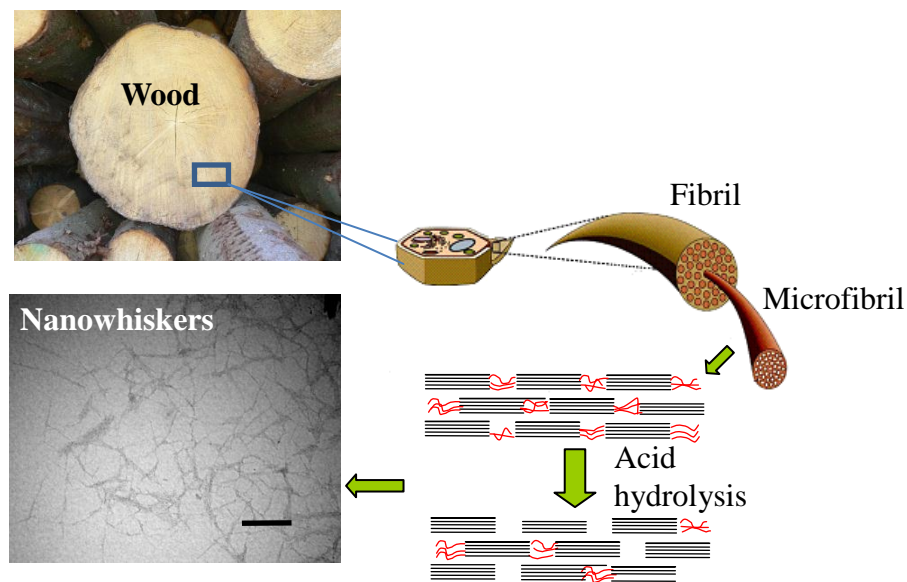 Wood
Fibril
Microfibril
Nanowhiskers
Acid
hydrolysis